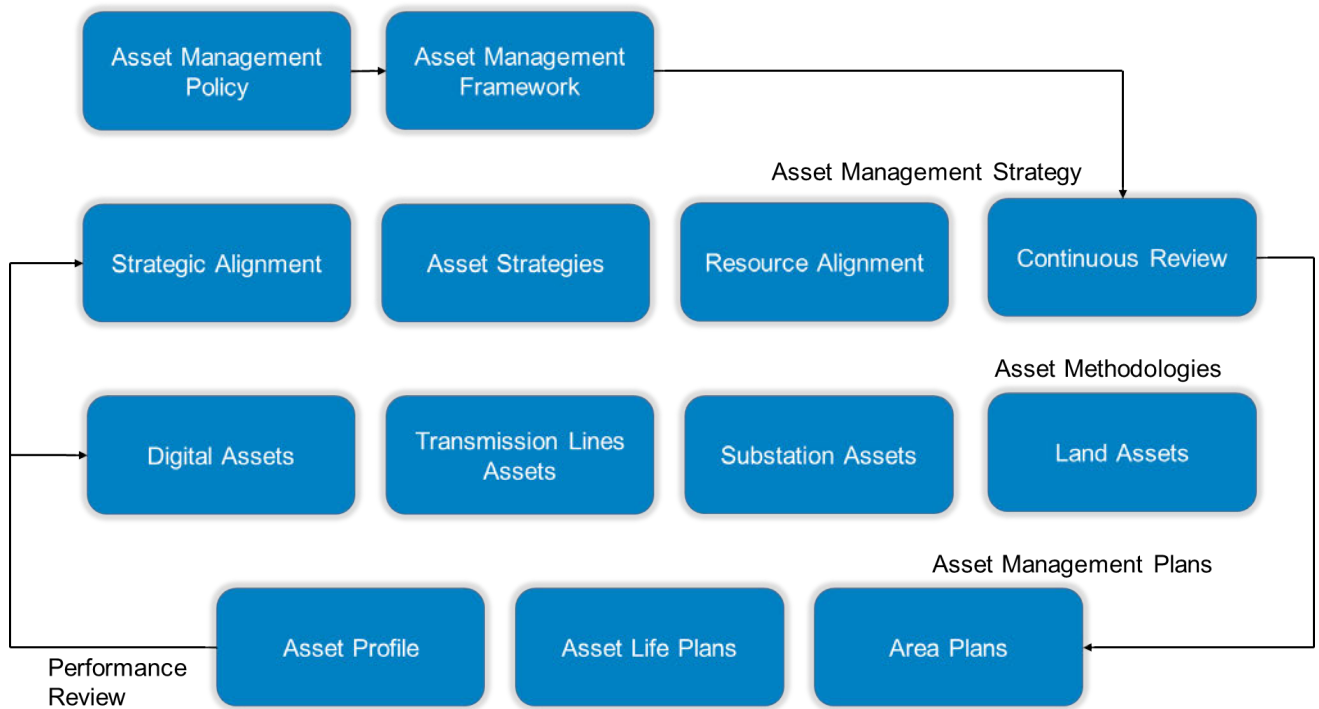 Asset Management
Policy
Asset Management
Framework
Asset Management Strategy
Strategic Alignment
Asset Strategies
Resource Alignment
Continuous Review
Asset Methodologies
Digital Assets
Transmission Lines
Assets
Substation Assets
Land Assets
Asset Management Plans
Asset Profile
Asset Life Plans
Area Plans
Performance
Review